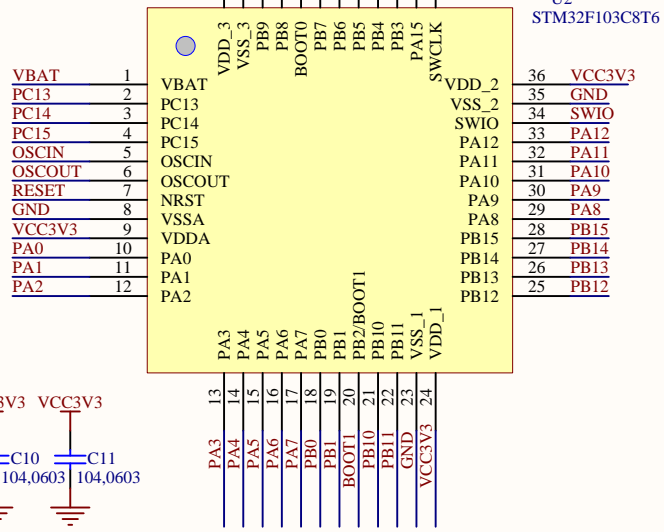 U2
STM32F103C8T6
VDD_3
VSS_3
PB9
PB8
BOOT0
PB7
PB6
PB5
PB4
PB3
PA15
SWCLK
VBAT 1 VBAT
PC13 2 PC13
PC14 3 PC14
PC15 4 PC15
OSCIN 5 OSCIN
OSCOUT 6 OSCOUT
RESET 7 NRST
GND 8 VSSA
VCC3V3 9 VDDA
PA0 10 PA0
PA1 11 PA1
PA2 12 PA2
VDD_2 36 VCC3V3
VSS_2 35 GND
SWIO 34 SWIO
PA12 33 PA12
PA11 32 PA11
PA10 31 PA10
PA9 30 PA9
PA8 29 PA8
PB15 28 PB15
PB14 27 PB14
PB13 26 PB13
PB12 25 PB12
PA3 13 PA3
PA4 14 PA4
PA5 15 PA5
PA6 16 PA6
PA7 17 PA7
PB0 18 PB0
PB1 19 PB1
PB2/BOOT1 20 BOOT1
PB10 21 PB10
PB11 22 PB11
VSS_1 23 GND
VDD_1 24 VCC3V3
3V3 VCC3V3
C10 C11
104,0603 104,0603